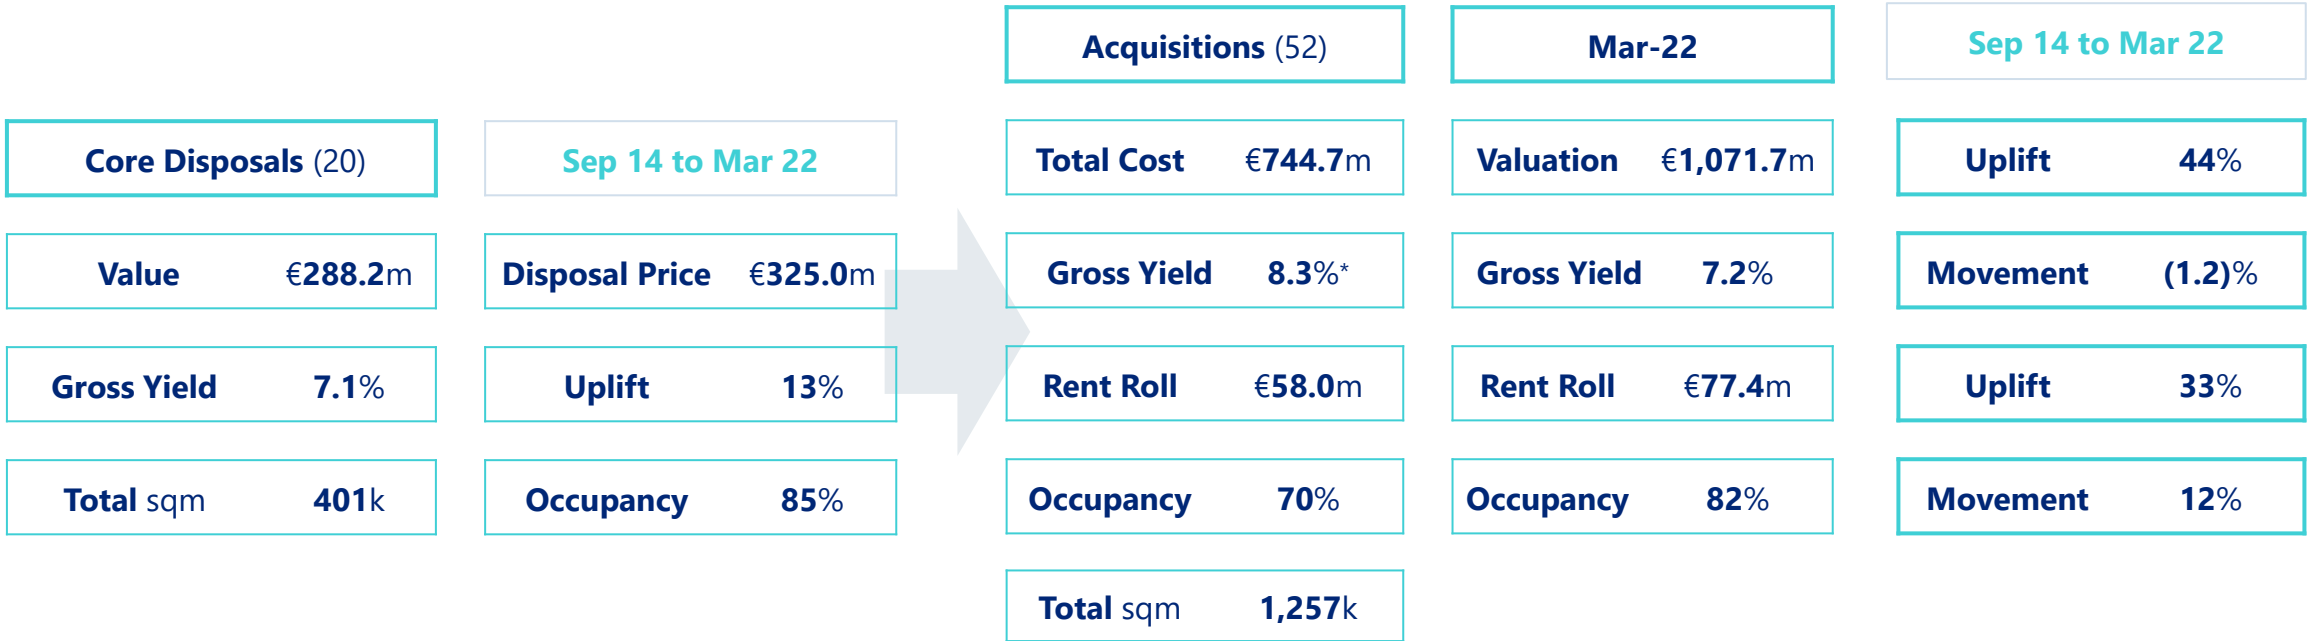 Core Disposals (20)
Sep 14 to Mar 22
Value €288.2m
Disposal Price €325.0m
Gross Yield 7.1%
Uplift 13%
Total sqm 401k
Occupancy 85%
Acquisitions (52)
Mar-22
Sep 14 to Mar 22
Total Cost €744.7m
Valuation €1,071.7m
Uplift 44%
Gross Yield 8.3%*
Gross Yield 7.2%
Movement (1.2)%
Rent Roll €58.0m
Rent Roll €77.4m
Uplift 33%
Occupancy 70%
Occupancy 82%
Movement 12%
Total sqm 1,257k